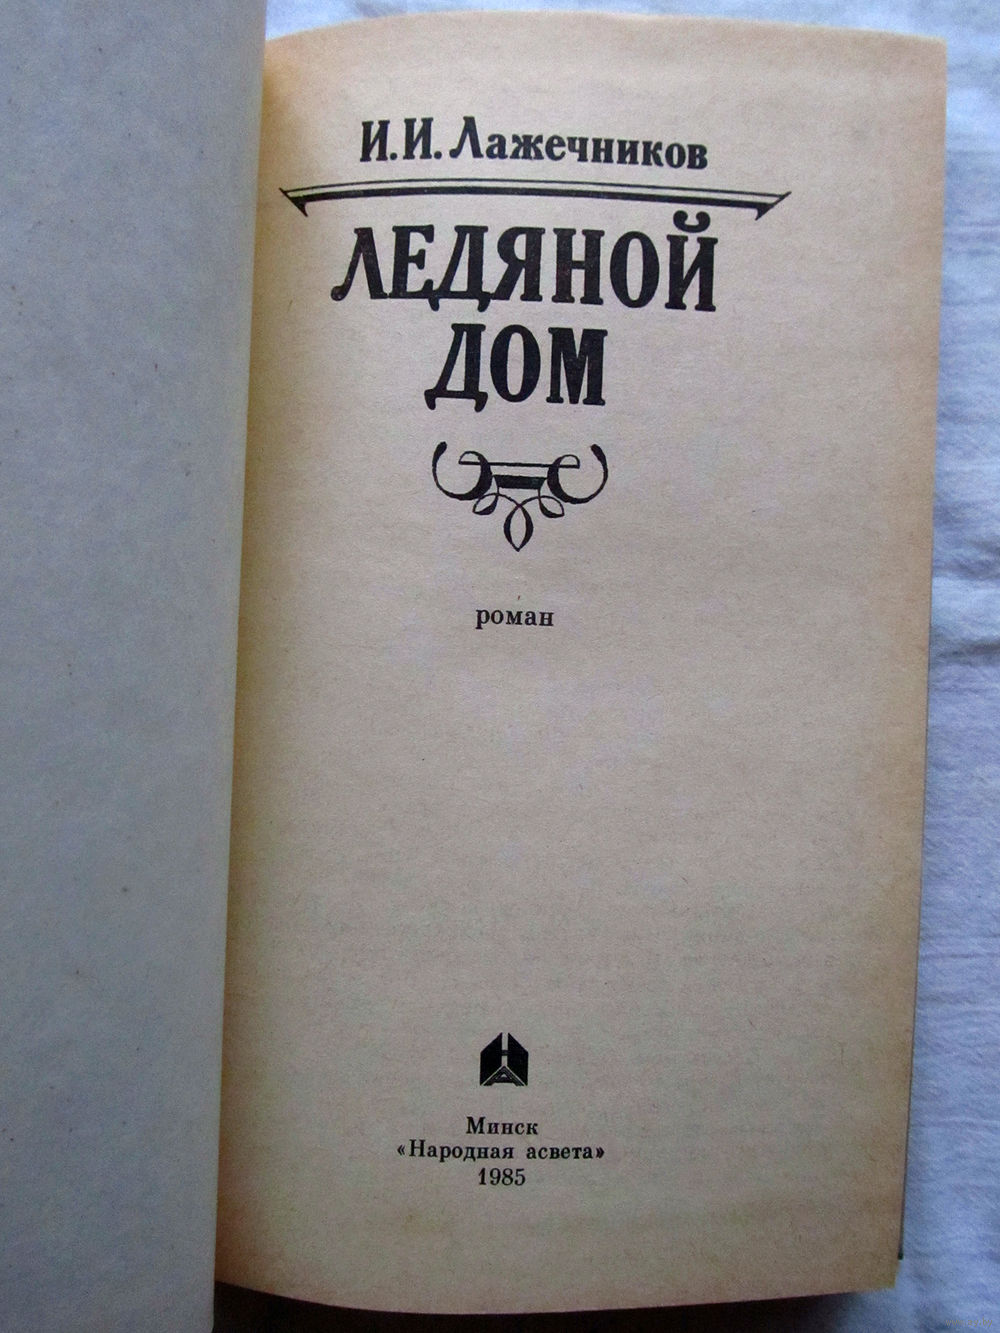 И.И. Лажечников
ЛЕДЯНОЙ
ДОМ
роман
Минск
«Народная асвета»
1985